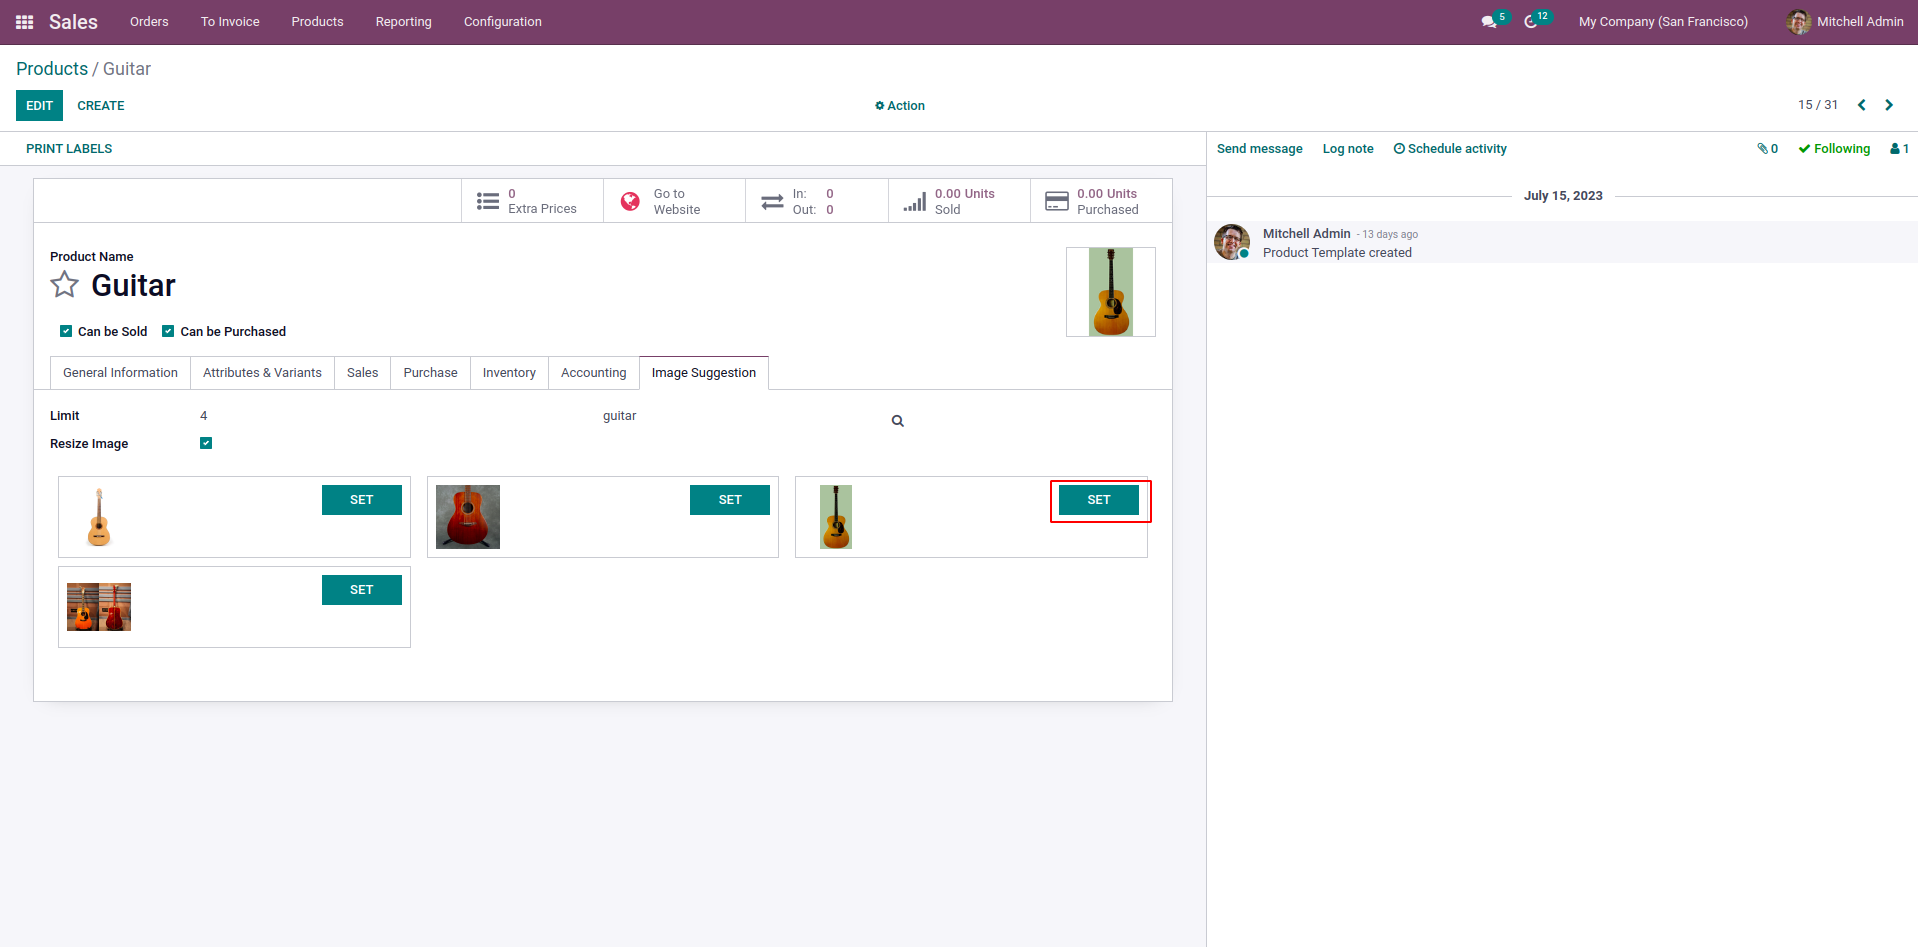 Sales Orders To Invoice Products Reporting Configuration 5 12 My Company (San Francisco) Mitchell Admin
Products / Guitar
EDIT CREATE Action 15 / 31
PRINT LABELS
0
Extra Prices
Go to
Website
In: 0
Out: 0
0.00 Units
Sold
0.00 Units
Purchased
Product Name
Guitar
Can be Sold Can be Purchased
General Information Attributes & Variants Sales Purchase Inventory Accounting Image Suggestion
Limit 4 guitar
Resize Image
SET SET SET
SET
Send message Log note Schedule activity 0 Following 1
July 15, 2023
Mitchell Admin - 13 days ago
Product Template created